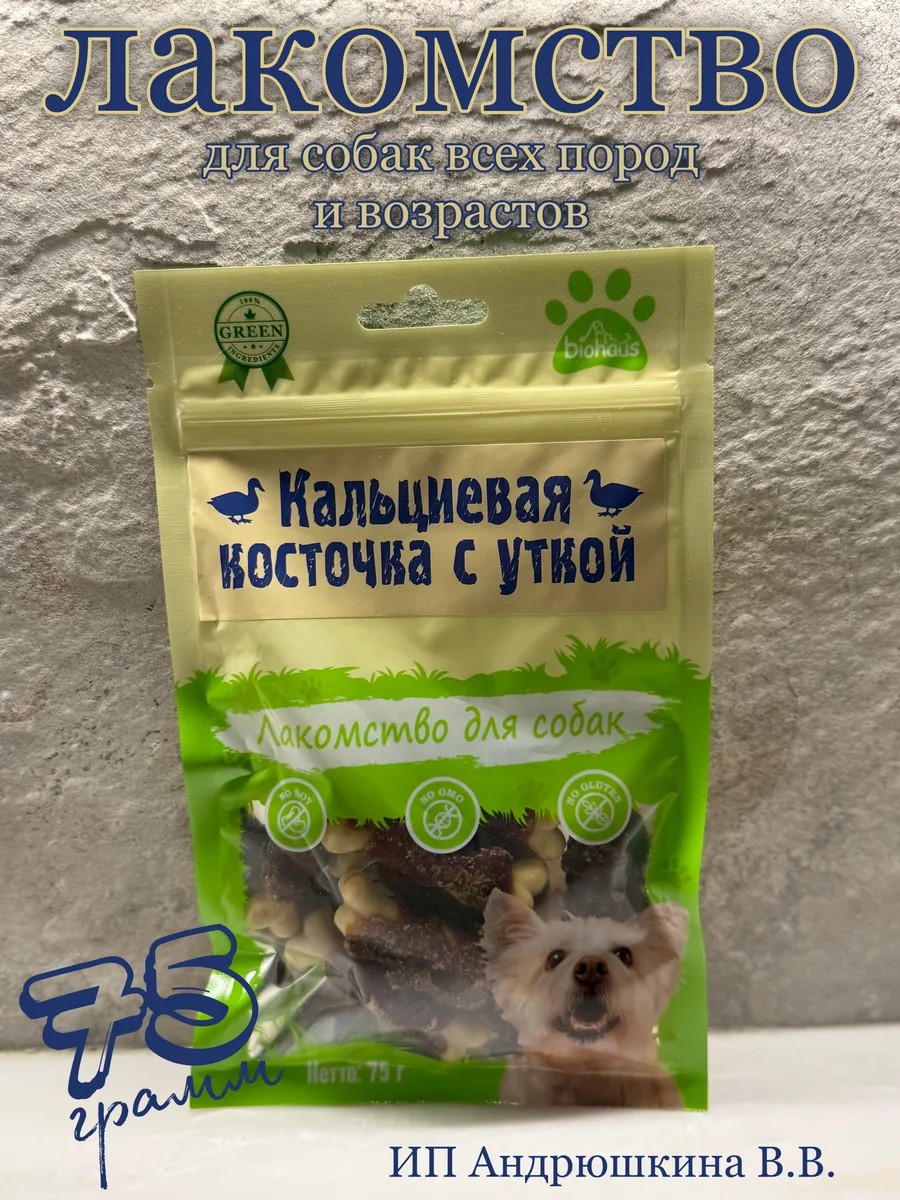 лакомство
для собак всех пород
и возрастов
100%
GREEN
INGREDIENTS
biohaus
Кальциевая
косточка с уткой
Лакомство для собак
NO SOY
NO GMO
NO GLUTEN
75
грамм
Нетто: 75 г
ИП Андрюшкина В.В.